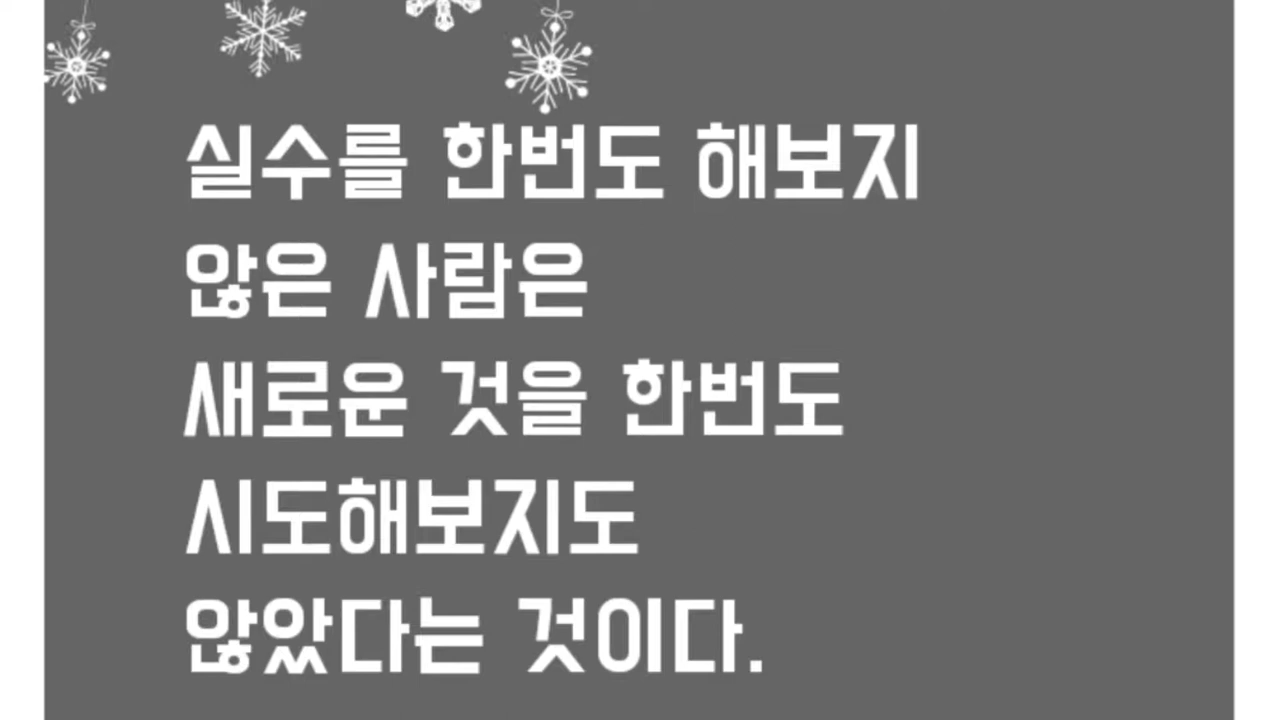 실수를 한번도 해보지
않은 사람은
새로운 것을 한번도
시도해보지도
않았다는 것이다.